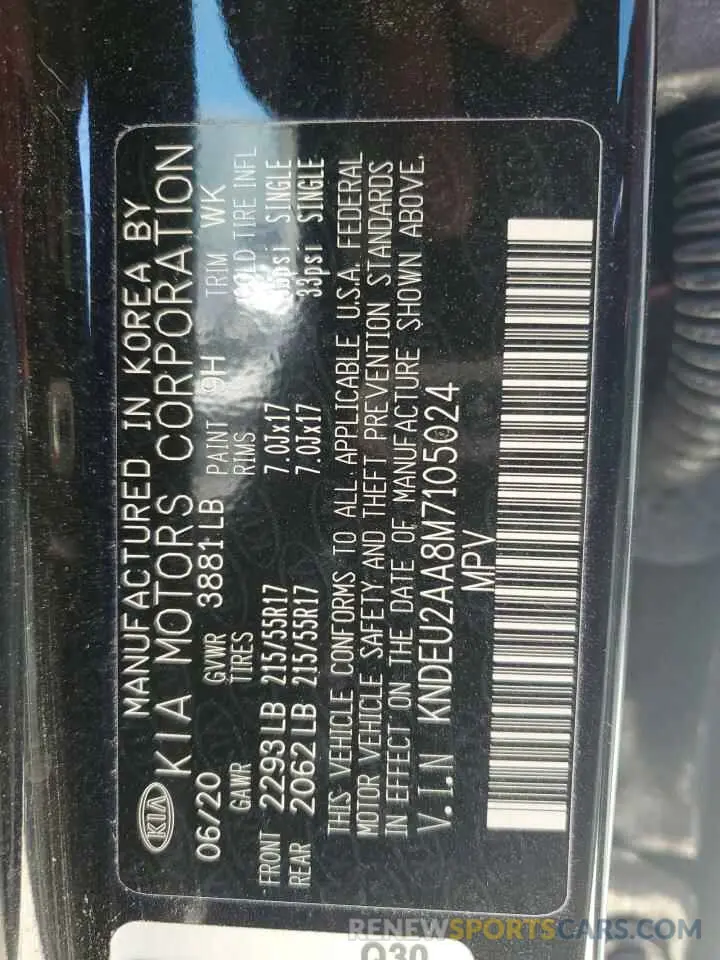 MANUFACTURED IN KOREA BY
KIA KIA MOTORS CORPORATION
06/20 GVWR 3881 LB PAINT 9H TRIM WK
GAWR TIRES RIMS COLD TIRE INFL
FRONT 2293 LB 215/55R17 7.0Jx17 33psi SINGLE
REAR 2062 LB 215/55R17 7.0Jx17 33psi SINGLE
THIS VEHICLE CONFORMS TO ALL APPLICABLE U.S.A. FEDERAL
MOTOR VEHICLE SAFETY AND THEFT PREVENTION STANDARDS
IN EFFECT ON THE DATE OF MANUFACTURE SHOWN ABOVE.
V.I.N KNDEU2AA8M7105024
MPV
Q30
RENEWSPORTSCARS.COM